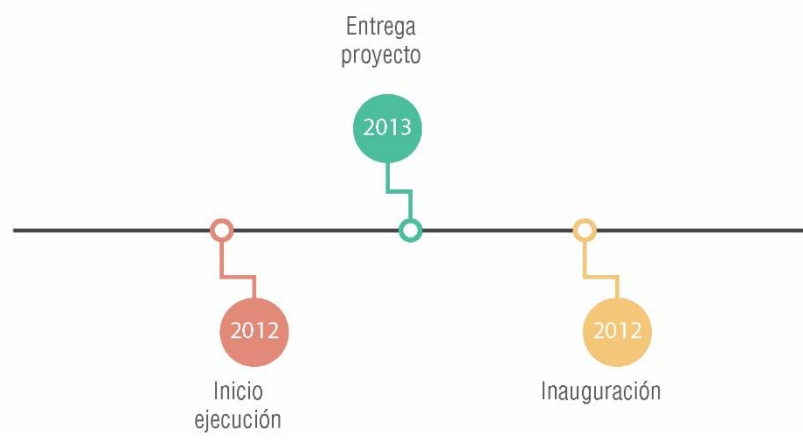 Entrega
proyecto
2013
2012
Inicio
ejecución
2012
Inauguración